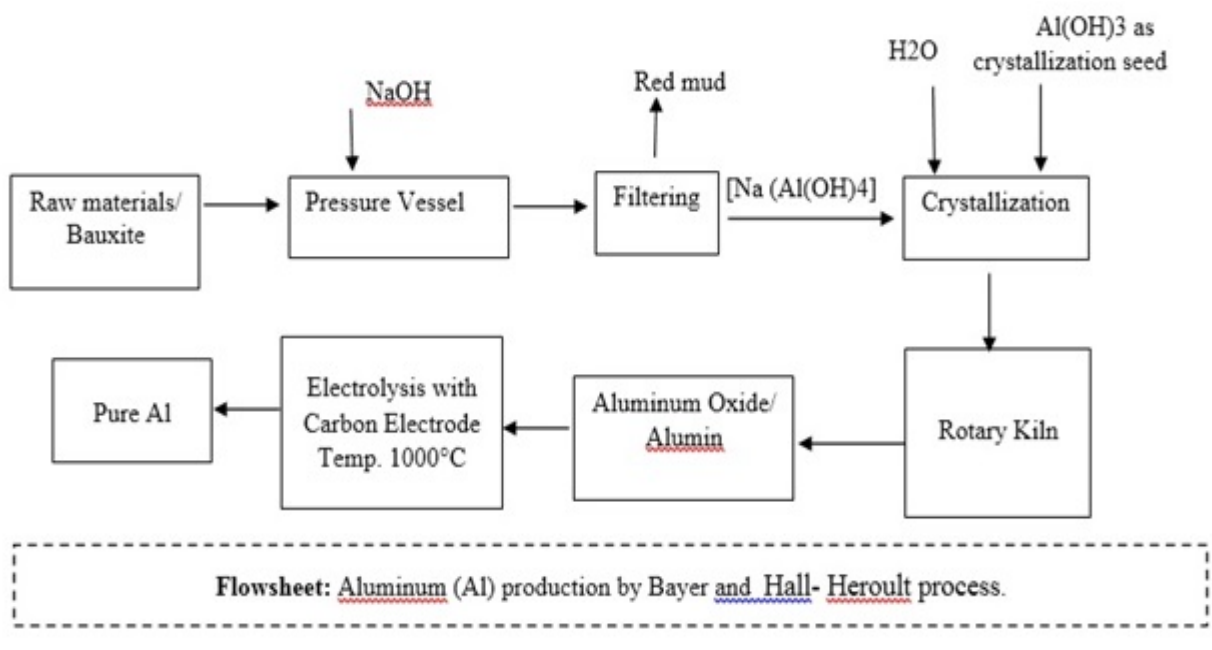 Al(OH)3 as
crystallization seed
H2O
NaOH
Red mud
Raw materials/
Bauxite
Pressure Vessel
Filtering
[Na (Al(OH)4]
Crystallization
Pure Al
Electrolysis with
Carbon Electrode
Temp. 1000°C
Aluminum Oxide/
Alumin
Rotary Kiln
Flowsheet: Aluminum (Al) production by Bayer and Hall- Heroult process.